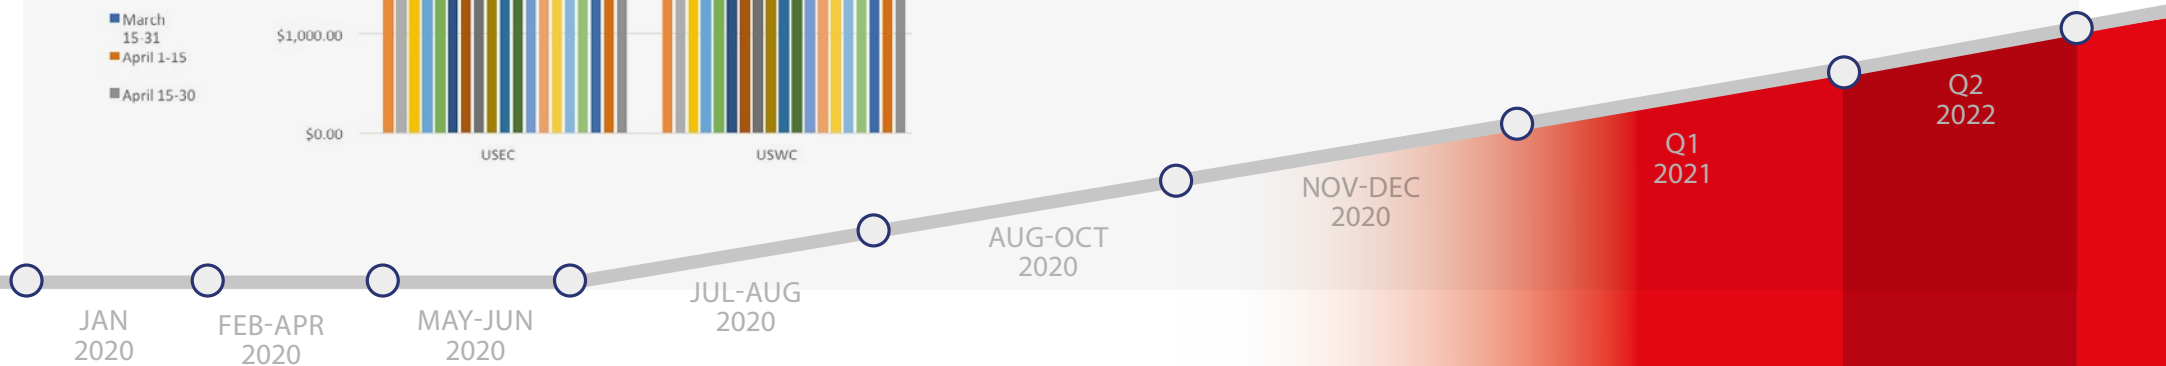 March
15-31
April 1-15
April 15-30
$1,000.00
$0.00
USEC
USWC
JAN
2020
FEB-APR
2020
MAY-JUN
2020
JUL-AUG
2020
AUG-OCT
2020
NOV-DEC
2020
Q1
2021
Q2
2022